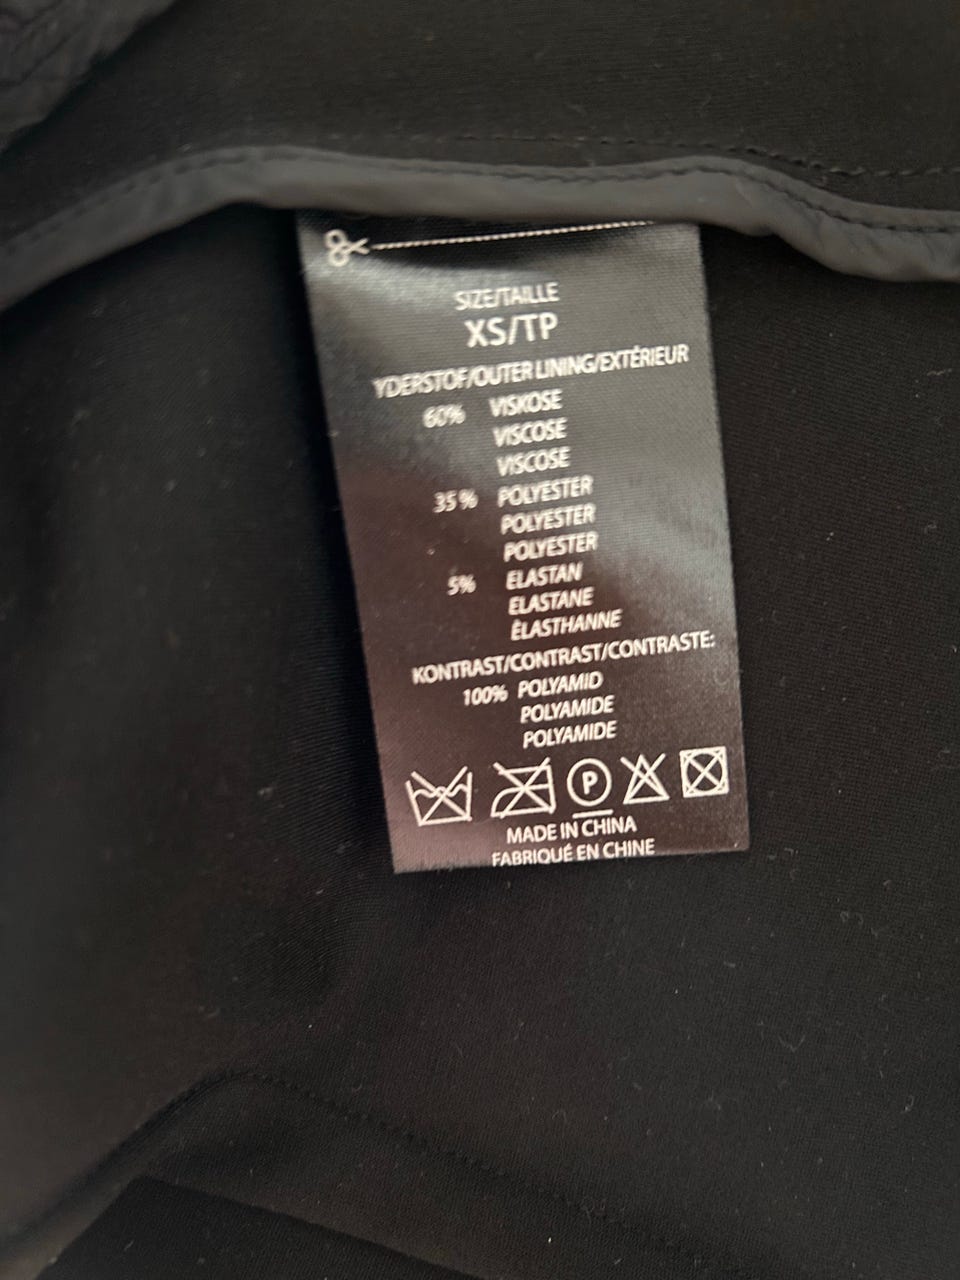 SIZE/TAILLE
XS/TP
YDERSTOF/OUTER LINING/EXTÉRIEUR
60% VISKOSE
VISCOSE
VISCOSE
35% POLYESTER
POLYESTER
POLYESTER
5% ELASTAN
ELASTANE
ÉLASTHANNE
KONTRAST/CONTRAST/CONTRASTE:
100% POLYAMID
POLYAMIDE
POLYAMIDE
P
MADE IN CHINA
FABRIQUÉ EN CHINE